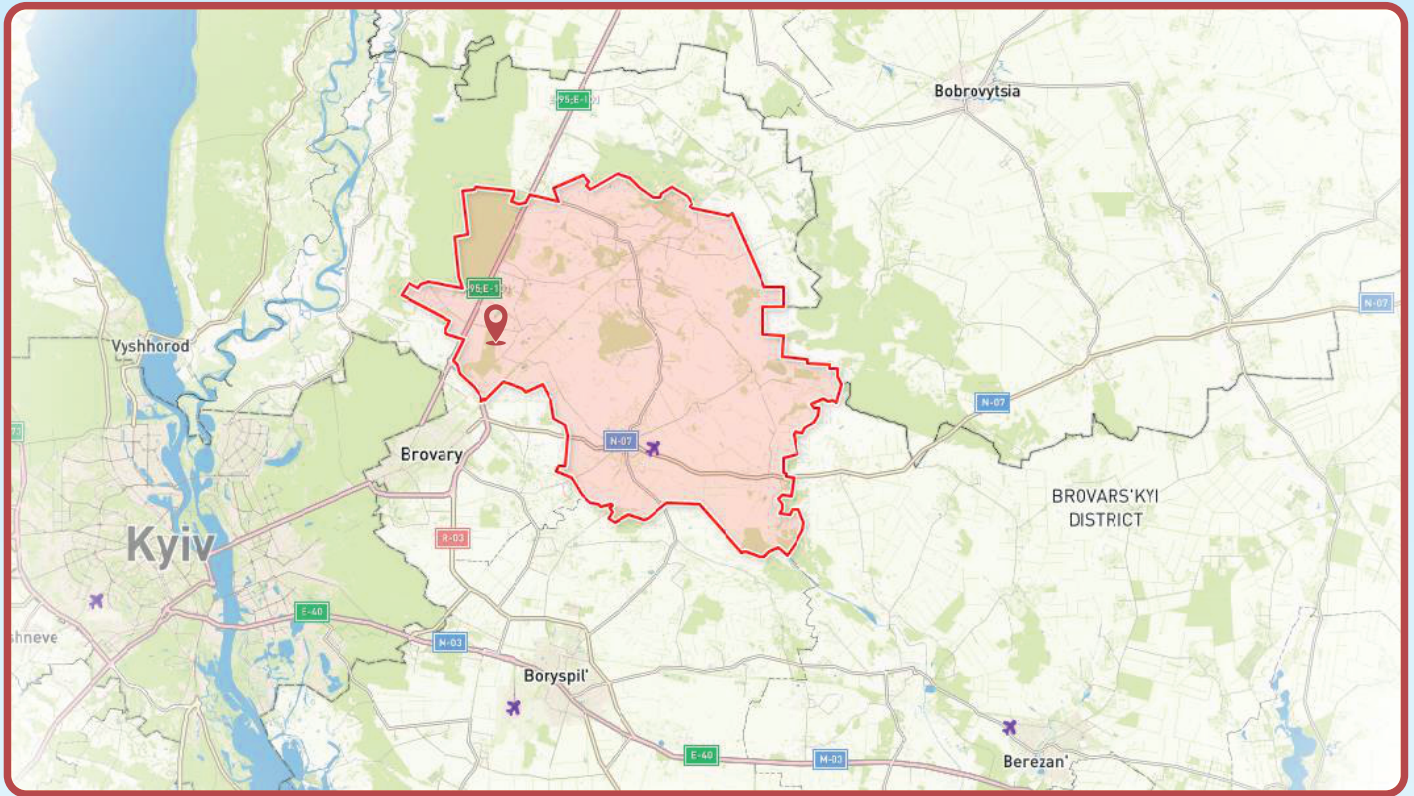 95;E-1
Bobrovytsia
95;E-1
N-07
Vyshhorod
N-07
Brovary
N-07
BROVARS'KYI
DISTRICT
R-03
Kyiv
E-40
M-03
shneve
Boryspil'
E-40
M-03
Berezan'